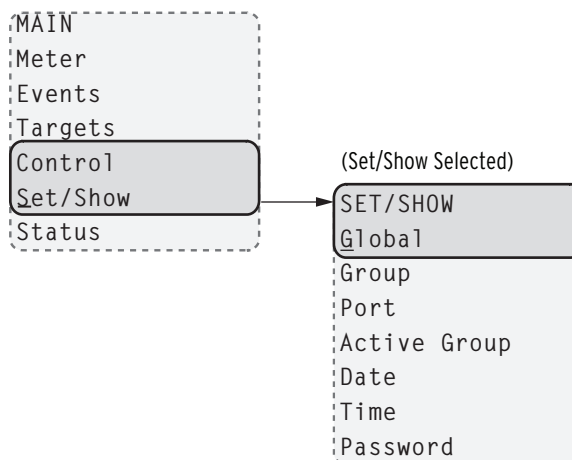 MAIN
Meter
Events
Targets
Control
Set/Show
Status
(Set/Show Selected)
SET/SHOW
Global
Group
Port
Active Group
Date
Time
Password